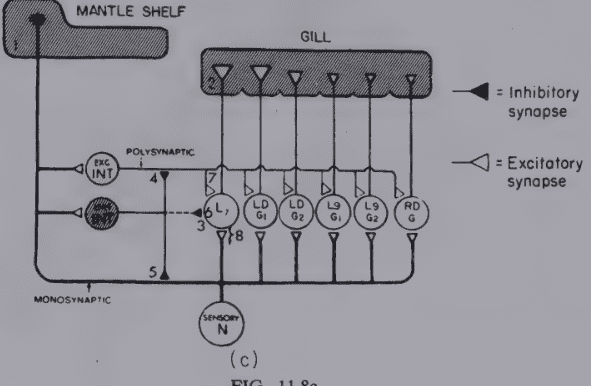 MANTLE SHELF
1
GILL
2
= Inhibitory
synapse
= Excitatory
synapse
POLYSYNAPTIC
EXC
INT
4
7
L7
LD
G1
LD
G2
L9
G1
L9
G2
RD
G
6
3
8
5
MONOSYNAPTIC
SENSORY
N
(c)
FIG. 11.8c